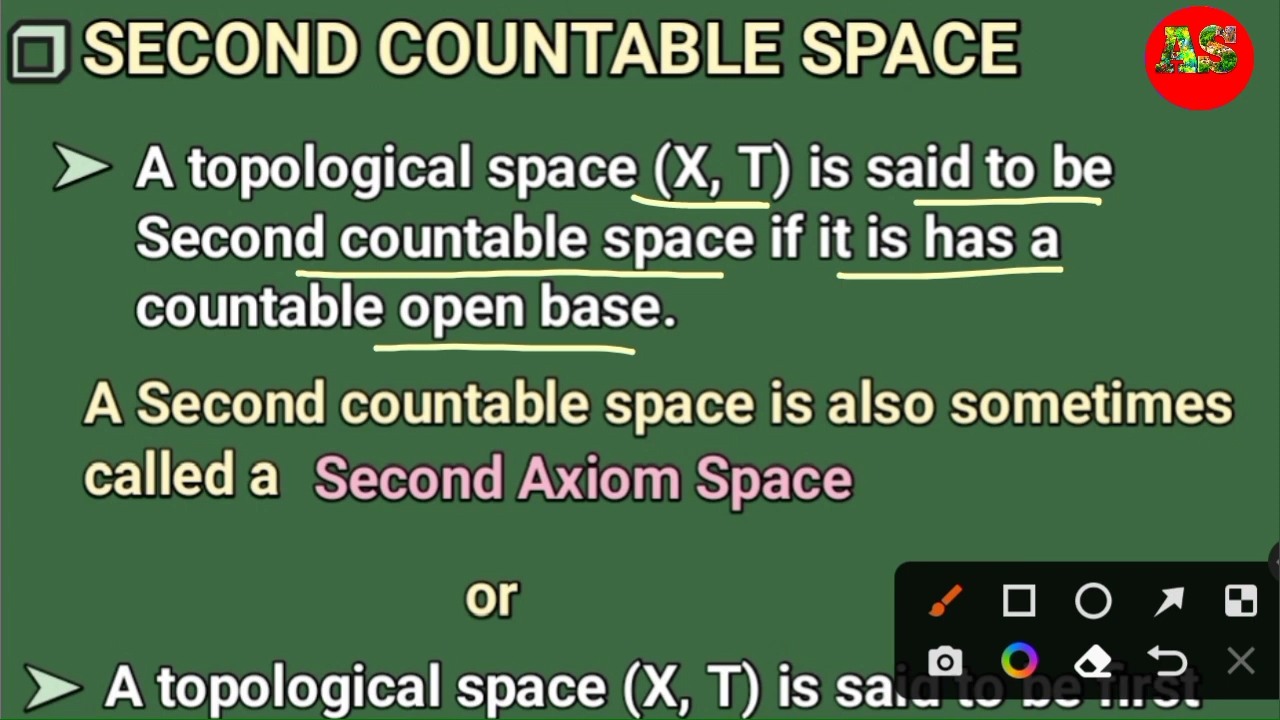 SECOND COUNTABLE SPACE
AS
A topological space (X, T) is said to be
Second countable space if it is has a
countable open base.
A Second countable space is also sometimes
called a Second Axiom Space
or
A topological space (X, T) is said to be first